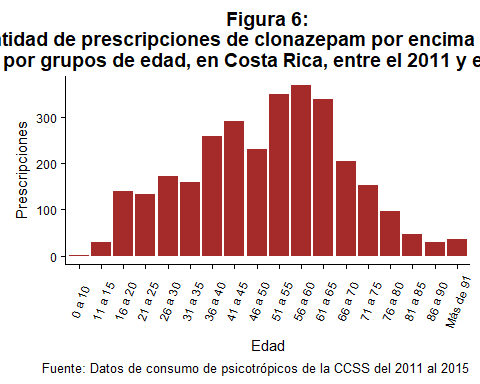 Figura 6:
ntidad de prescripciones de clonazepam por encima
por grupos de edad, en Costa Rica, entre el 2011 y e
Prescripciones
300
200
100
0
0 a 10
11 a 15
16 a 20
21 a 25
26 a 30
31 a 35
36 a 40
41 a 45
46 a 50
51 a 55
56 a 60
61 a 65
66 a 70
71 a 75
76 a 80
81 a 85
86 a 90
Más de 91
Edad
Fuente: Datos de consumo de psicotrópicos de la CCSS del 2011 al 2015